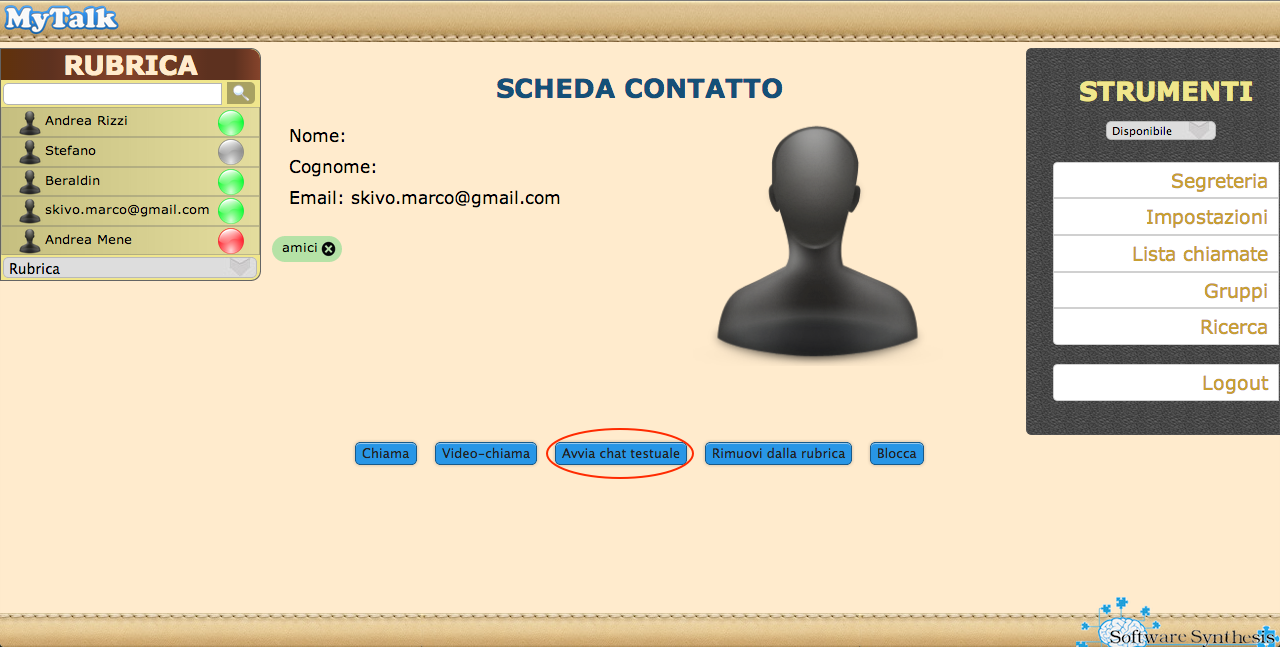 MyTalk
RUBRICA
Andrea Rizzi
Stefano
Beraldin
skivo.marco@gmail.com
Andrea Mene
Rubrica
SCHEDA CONTATTO
Nome:
Cognome:
Email: skivo.marco@gmail.com
amici
Chiama
Video-chiama
Avvia chat testuale
Rimuovi dalla rubrica
Blocca
STRUMENTI
Disponibile
Segreteria
Impostazioni
Lista chiamate
Gruppi
Ricerca
Logout
Software Synthesis